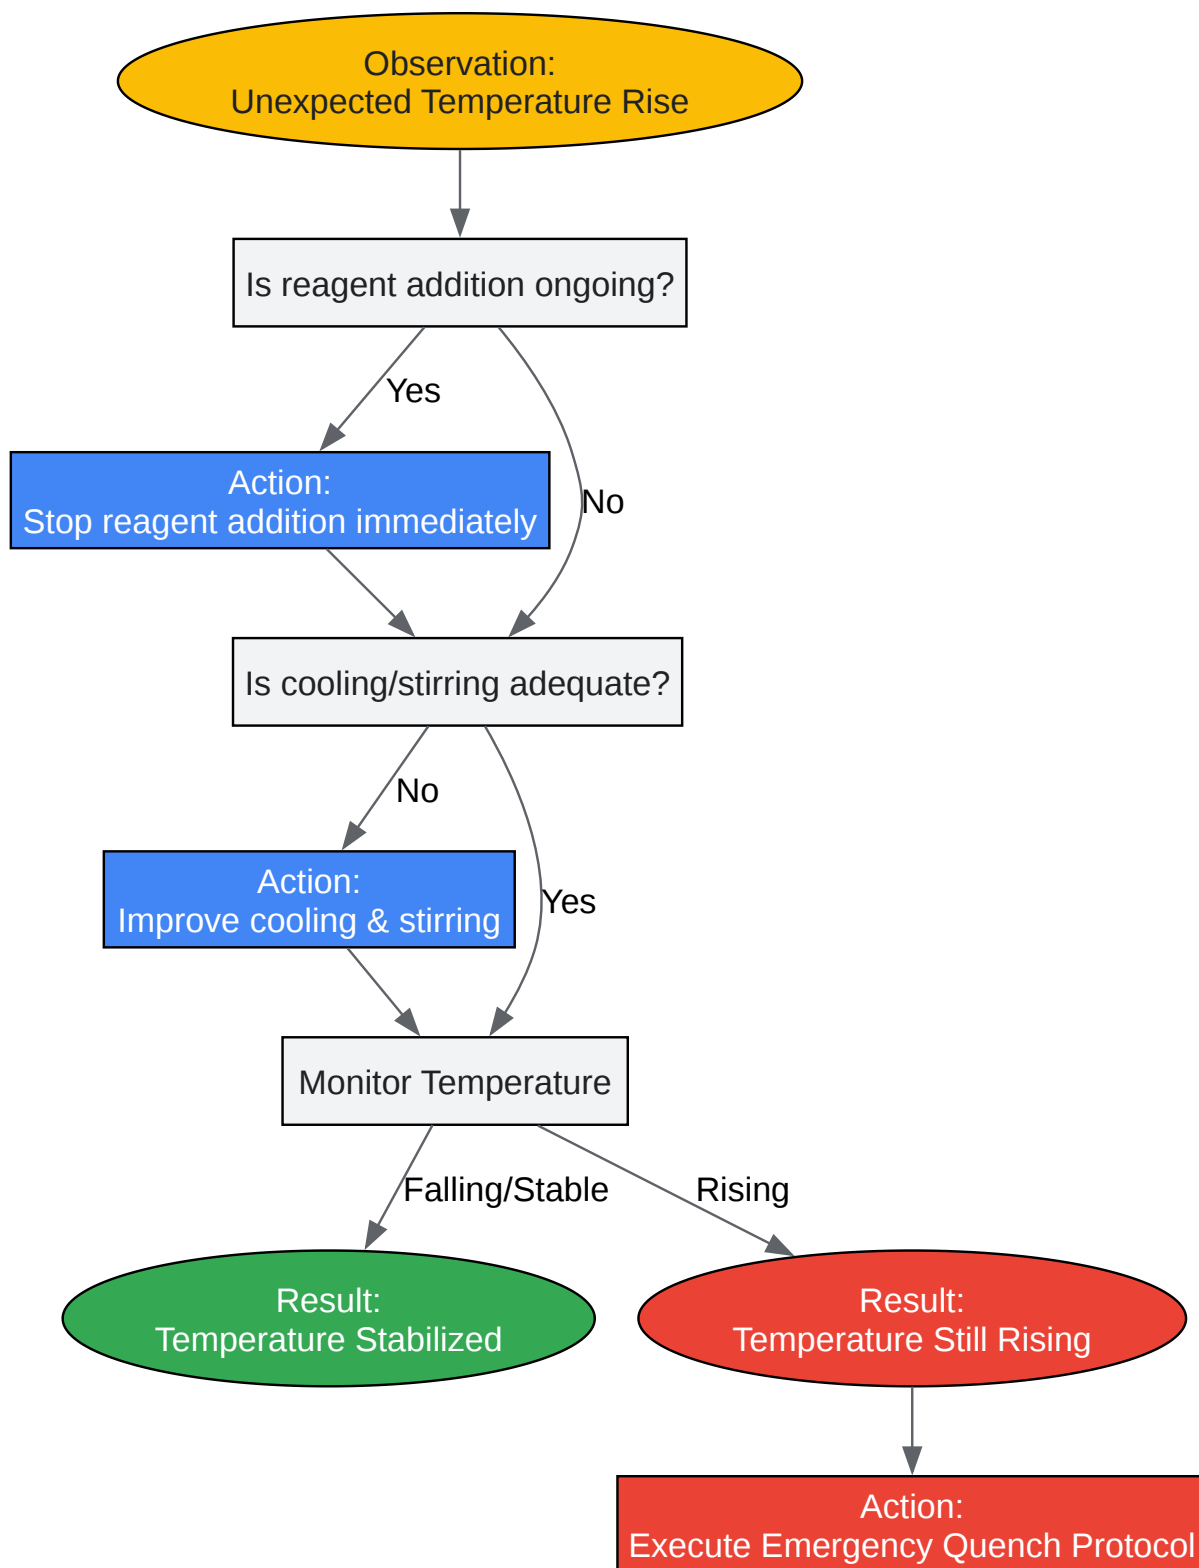 Observation:
Unexpected Temperature Rise
Is reagent addition ongoing?
Yes
Action:
Stop reagent addition immediately
No
Is cooling/stirring adequate?
No
Action:
Improve cooling & stirring
Yes
Monitor Temperature
Falling/Stable
Rising
Result:
Temperature Stabilized
Result:
Temperature Still Rising
Action:
Execute Emergency Quench Protocol